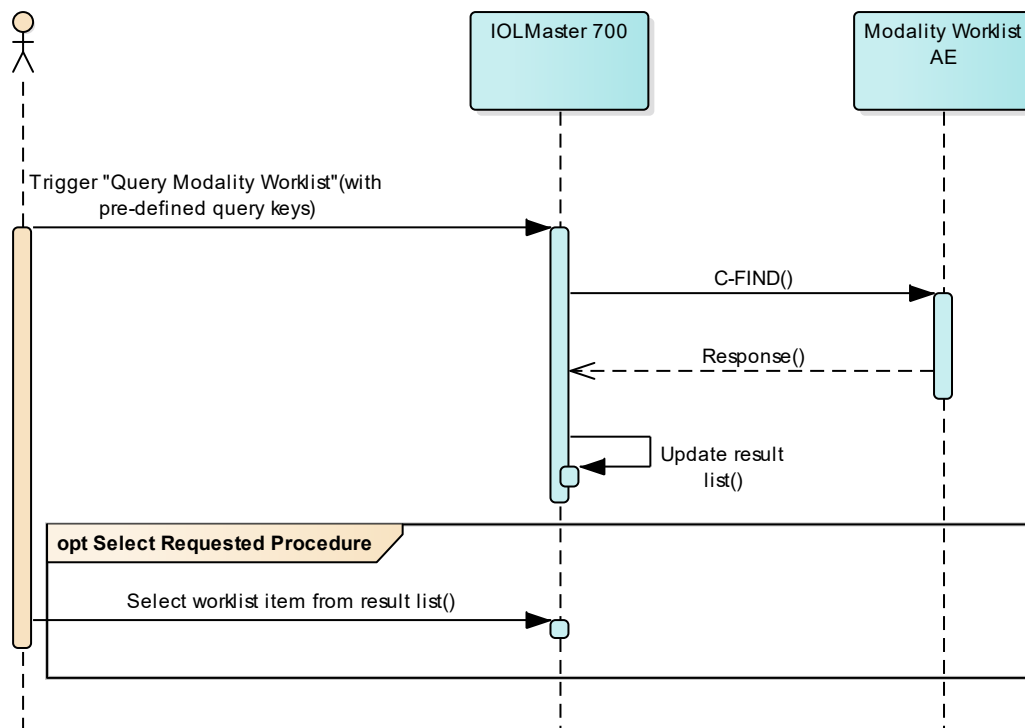 IOLMaster 700
Modality Worklist
AE
Trigger "Query Modality Worklist"(with
pre-defined query keys)
C-FIND()
Response()
Update result
list()
opt Select Requested Procedure
Select worklist item from result list()